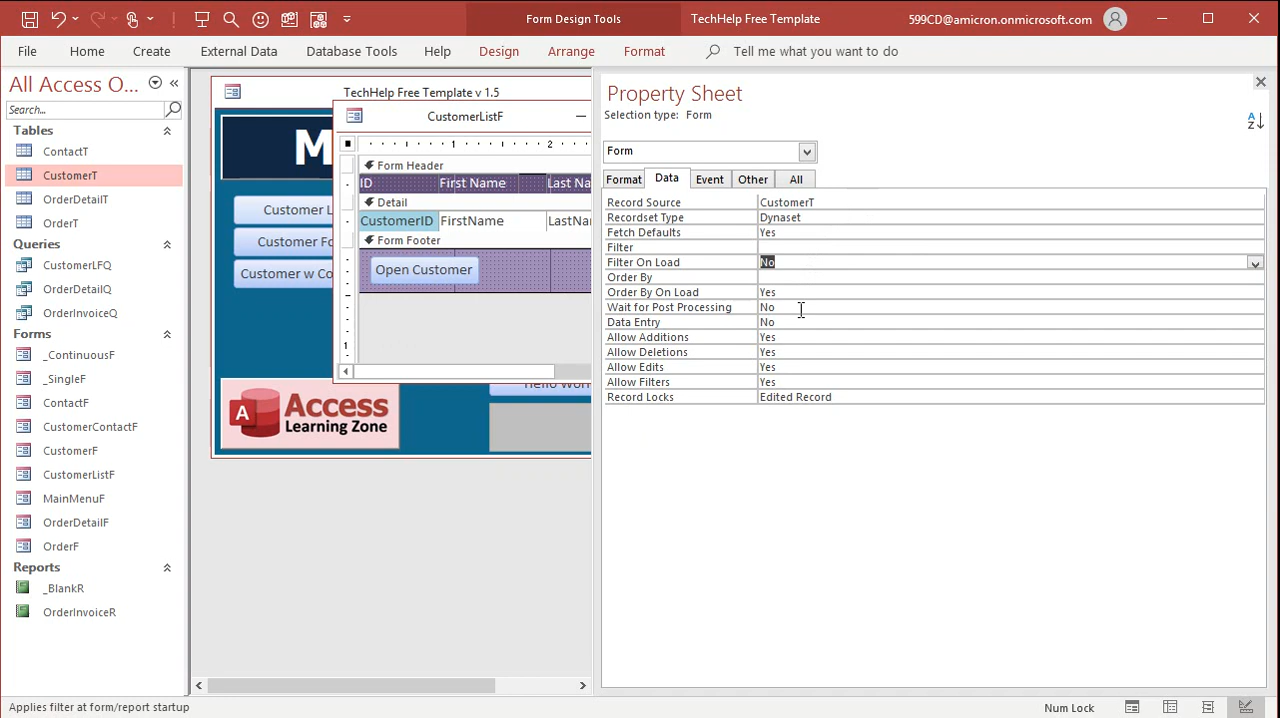 Form Design Tools
TechHelp Free Template
599CD@amicron.onmicrosoft.com
File Home Create External Data Database Tools Help Design Arrange Format Tell me what you want to do
All Access O...
Search...
Tables
ContactT
CustomerT
OrderDetailT
OrderT
Queries
CustomerLFQ
OrderDetailQ
OrderInvoiceQ
Forms
_ContinuousF
_SingleF
ContactF
CustomerContactF
CustomerF
CustomerListF
MainMenuF
OrderDetailF
OrderF
Reports
_BlankR
OrderInvoiceR
TechHelp Free Template v 1.5
M
Customer L
Customer Fo
Customer w Co
A Access
Learning Zone
Hello Wor
CustomerListF
1 2
Form Header
ID First Name Last Na
Detail
CustomerID FirstName LastNa
Form Footer
Open Customer
1
Property Sheet
Selection type: Form
A
Z
Form
Format Data Event Other All
Record Source CustomerT
Recordset Type Dynaset
Fetch Defaults Yes
Filter
Filter On Load No
Order By
Order By On Load Yes
Wait for Post Processing No
Data Entry No
Allow Additions Yes
Allow Deletions Yes
Allow Edits Yes
Allow Filters Yes
Record Locks Edited Record
Applies filter at form/report startup
Num Lock